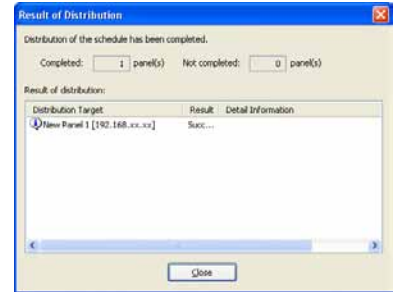 Result of Distribution
Distribution of the schedule has been completed.
Completed: 1 panel(s) Not completed: 0 panel(s)
Result of distribution:
Distribution Target Result Detail Information
New Panel 1 [192.168.xx.xx] Succ...
Close